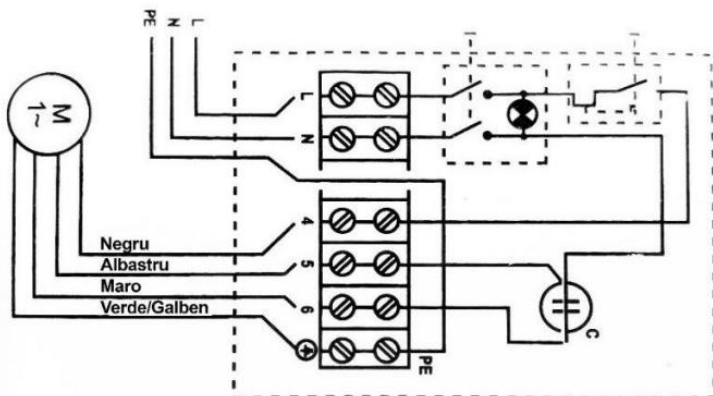 PE
N
L
M
1~
L
N
4
5
6
Negru
Albastru
Maro
Verde/Galben
PE
C